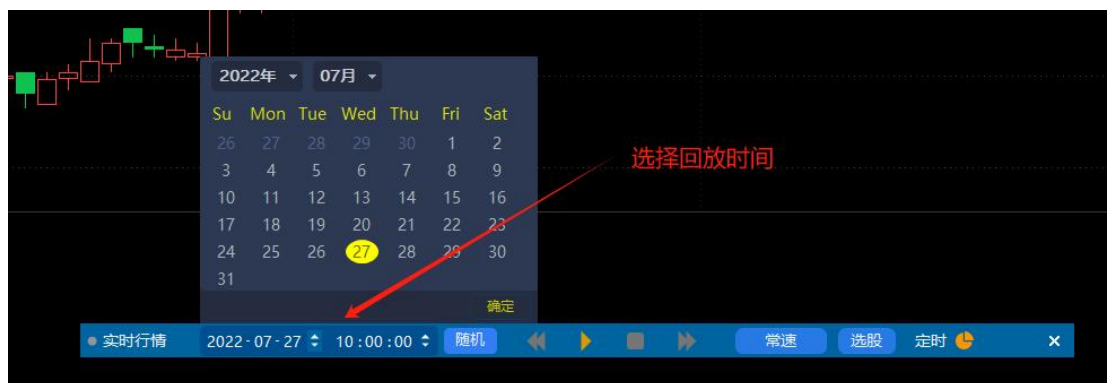 2022年 07月
Su Mon Tue Wed Thu Fri Sat
26 27 28 29 30 1 2
3 4 5 6 7 8 9
10 11 12 13 14 15 16
17 18 19 20 21 22 23
24 25 26 27 28 29 30
31
确定
选择回放时间
实时行情 2022-07-27 10:00:00 随机 常速 选股 定时